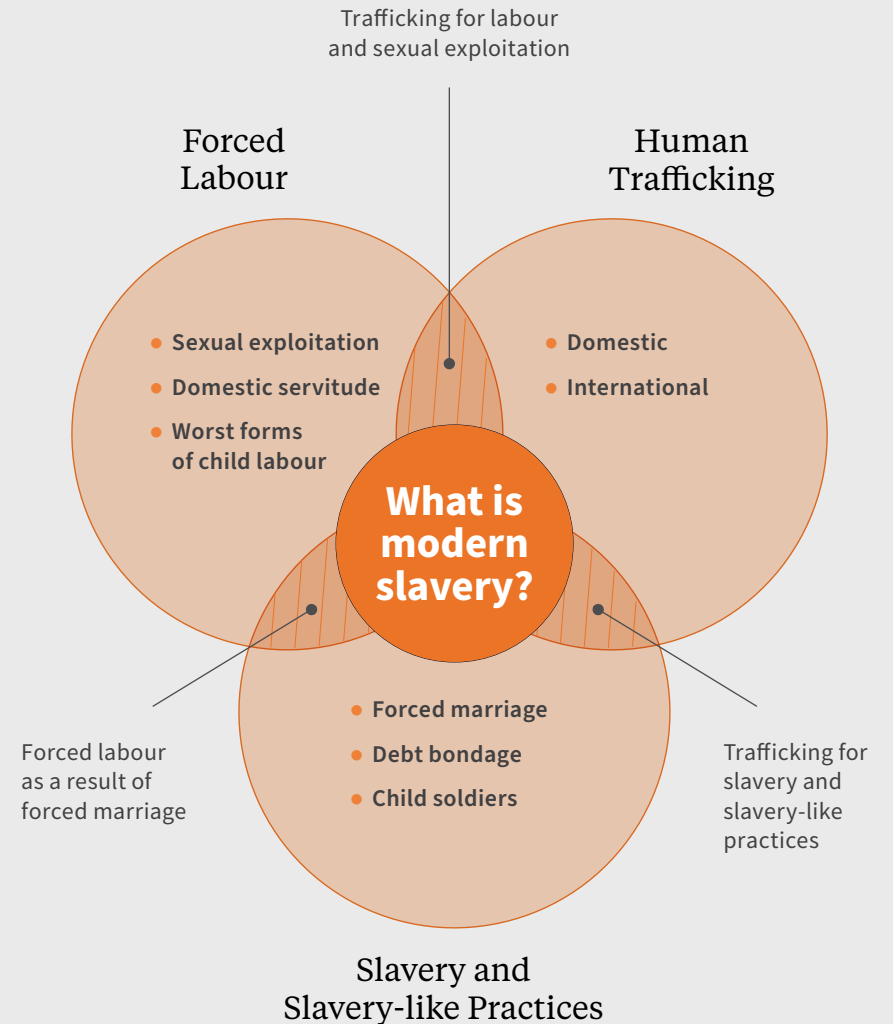 Trafficking for labour
and sexual exploitation
Forced
Labour
Human
Trafficking
Sexual exploitation
Domestic servitude
Worst forms
of child labour
Domestic
International
What is
modern
slavery?
Forced marriage
Debt bondage
Child soldiers
Forced labour
as a result of
forced marriage
Trafficking for
slavery and
slavery-like
practices
Slavery and
Slavery-like Practices